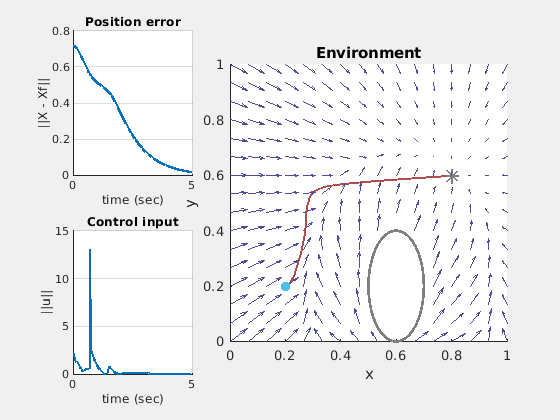 Position error
0.8
0.6
0.4
0.2
0
||X - Xf||
0
5
time (sec)
Control input
15
10
5
0
||u||
0
5
time (sec)
Environment
1
0.8
0.6
0.4
0.2
0
y
0
0.2
0.4
0.6
0.8
1
x